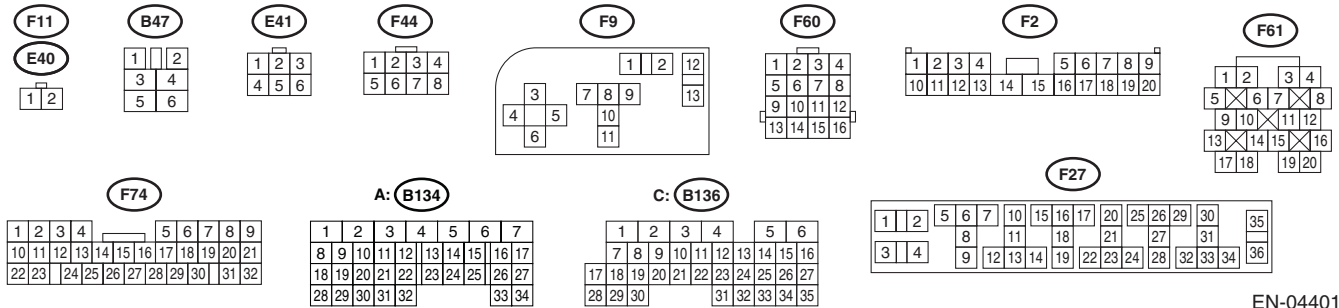 F11
B47
E41
F44
F9
F60
F2
F61
E40
1 2
1 2
3 4
5 6
1 2 3
4 5 6
1 2 3 4
5 6 7 8
1 2 12
13
3
4 5
6
7 8 9
10
11
1 2 3 4
5 6 7 8
9 10 11 12
13 14 15 16
1 2 3 4 5 6 7 8 9
10 11 12 13 14 15 16 17 18 19 20
1 2 3 4
5 6 7 8
9 10 11 12
13 14 15 16
17 18 19 20
F74
A: B134
C: B136
F27
1 2 3 4 5 6 7 8 9
10 11 12 13 14 15 16 17 18 19 20 21
22 23 24 25 26 27 28 29 30 31 32
1 2 3 4 5 6 7
8 9 10 11 12 13 14 15 16 17
18 19 20 21 22 23 24 25 26 27
28 29 30 31 32 33 34
1 2 3 4 5 6
7 8 9 10 11 12 13 14 15 16
17 18 19 20 21 22 23 24 25 26 27
28 29 30 31 32 33 34 35
1 2 5 6 7 10 15 16 17 20 25 26 29 30 35
8 11 18 21 27 31
3 4 9 12 13 14 19 22 23 24 28 32 33 34 36
EN-04401